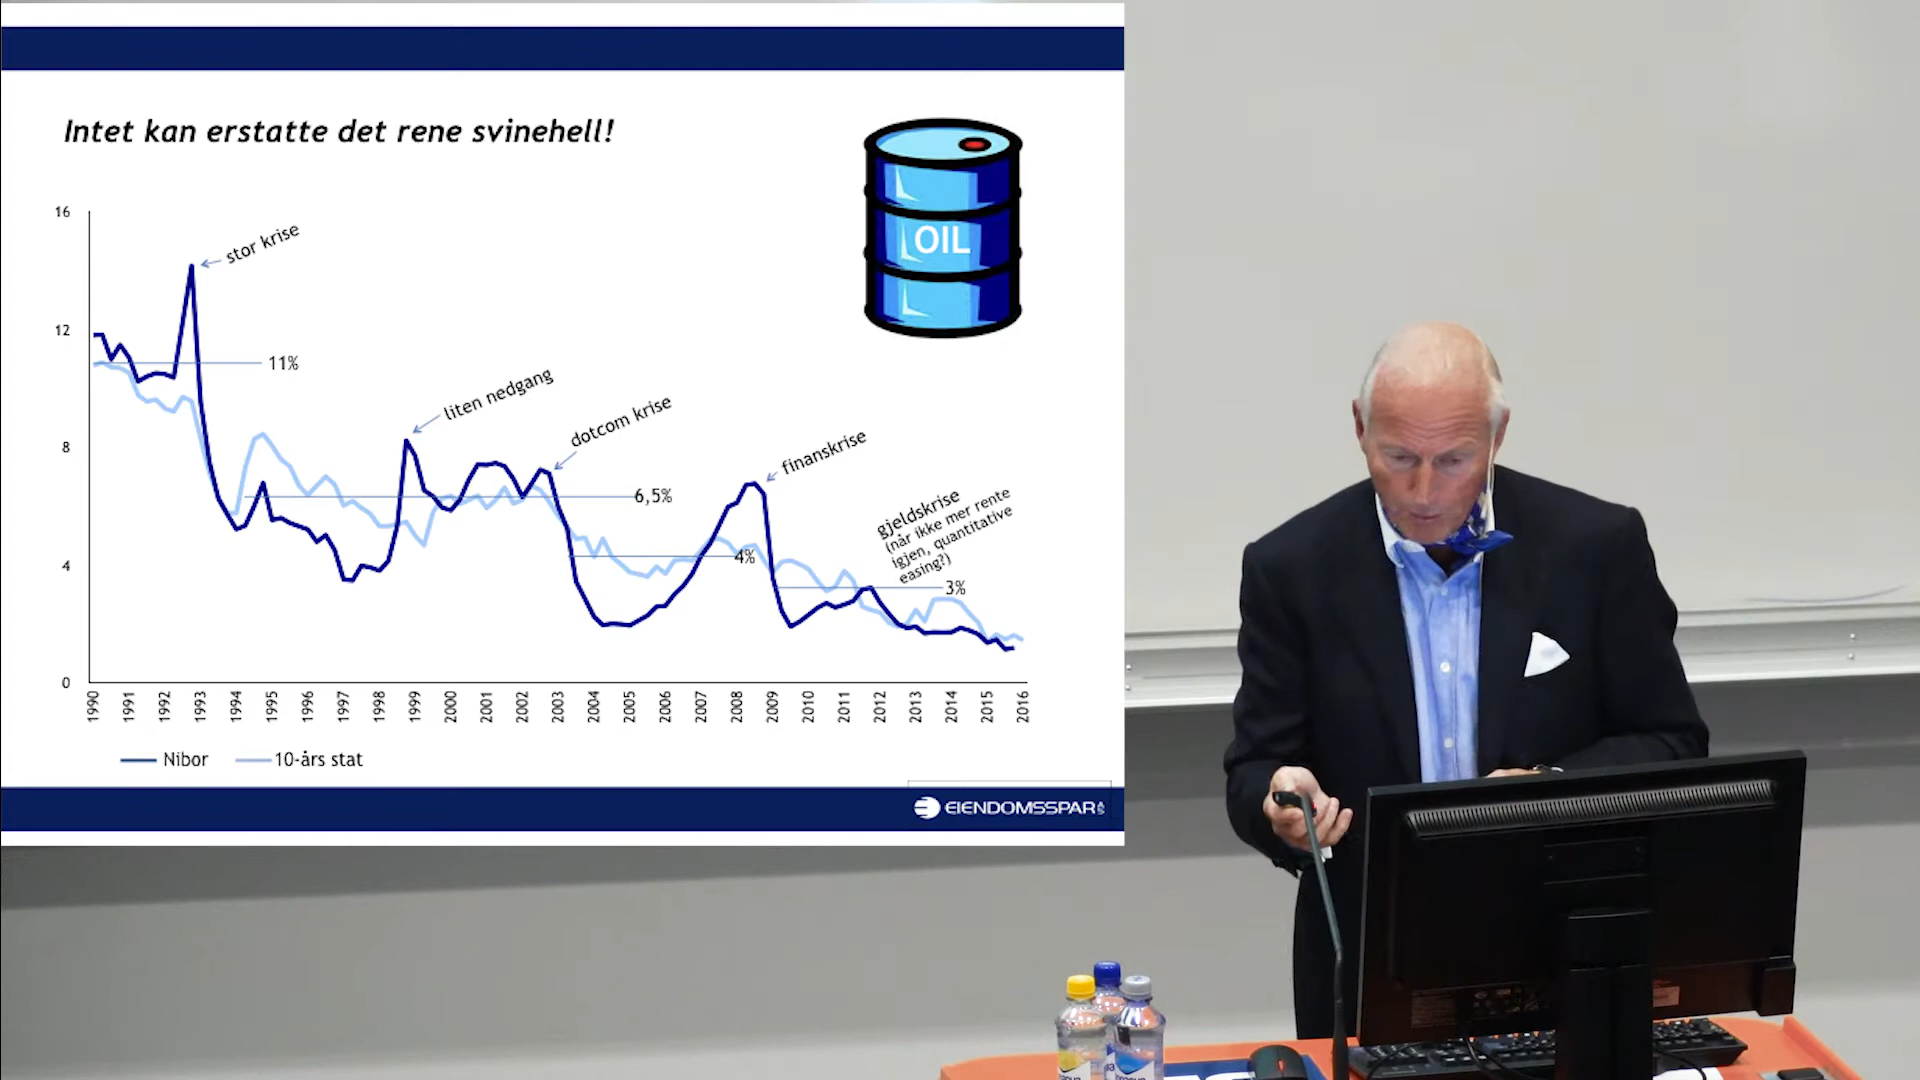 Intet kan erstatte det rene svinehell!
OIL
16
12
8
4
0
stor krise
11%
liten nedgang
dotcom krise
6,5%
finanskrise
4%
gjeldskrise
(når ikke mer rente
igjen, quantitative
easing?)
3%
1990 1991 1992 1993 1994 1995 1996 1997 1998 1999 2000 2001 2002 2003 2004 2005 2006 2007 2008 2009 2010 2011 2012 2013 2014 2015 2016
Nibor 10-års stat
EIENDOMSSPAR AS